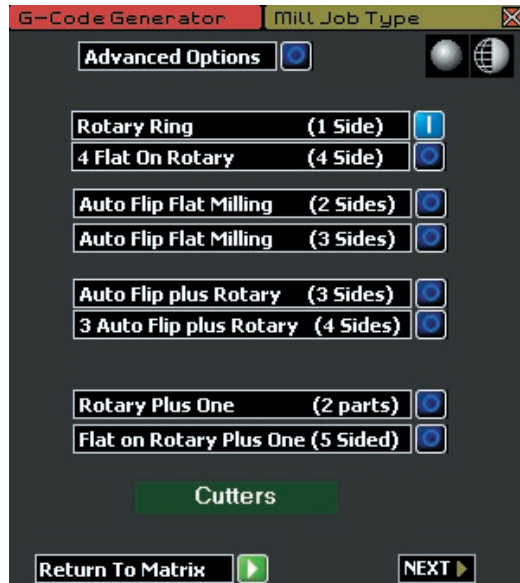 G-Code Generator Mill Job Type
Advanced Options
Rotary Ring (1 Side)
4 Flat On Rotary (4 Side)
Auto Flip Flat Milling (2 Sides)
Auto Flip Flat Milling (3 Sides)
Auto Flip plus Rotary (3 Sides)
3 Auto Flip plus Rotary (4 Sides)
Rotary Plus One (2 parts)
Flat on Rotary Plus One (5 Sided)
Cutters
Return To Matrix NEXT